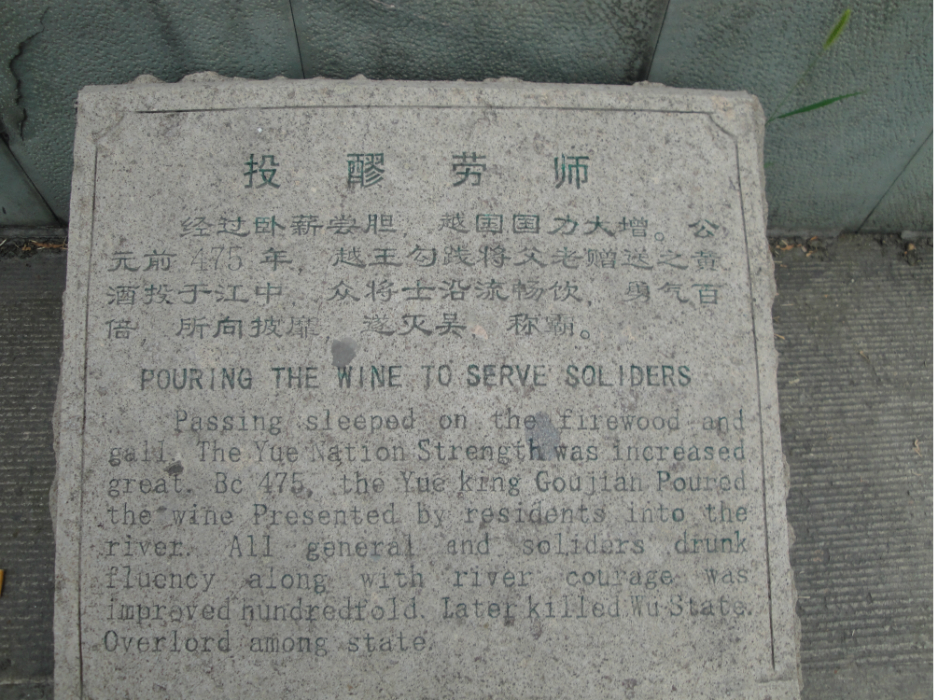 投醪劳师
经过卧薪尝胆，越国国力大增。公
元前 475 年，越王勾践将父老赠送之黄
酒投于江中，众将士沿流畅饮，勇气百
倍，所向披靡，遂灭吴，称霸。
POURING THE WINE TO SERVE SOLIDERS
Passing sleeped on the firewood and
gall. The Yue Nation Strength was increased
great. Bc 475, the Yue king Goujian Poured
the wine Presented by residents into the
river. All general and soliders drunk
fluency along with river courage was
improved hundredfold. Later killed Wu State.
Overlord among state.